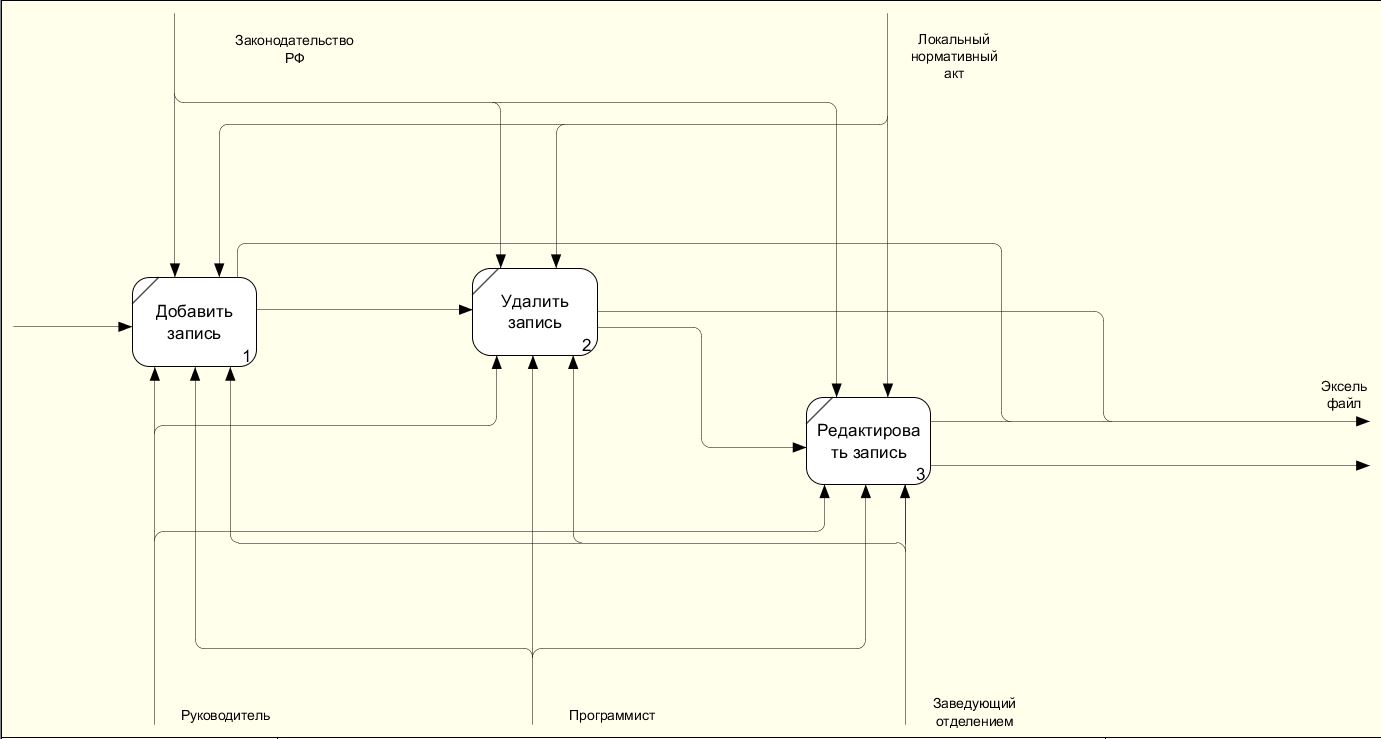 Законодательство
РФ
Локальный
нормативный
акт
Добавить
запись
1
Удалить
запись
2
Эксель
файл
Редактирова
ть запись
3
Руководитель
Программист
Заведующий
отделением